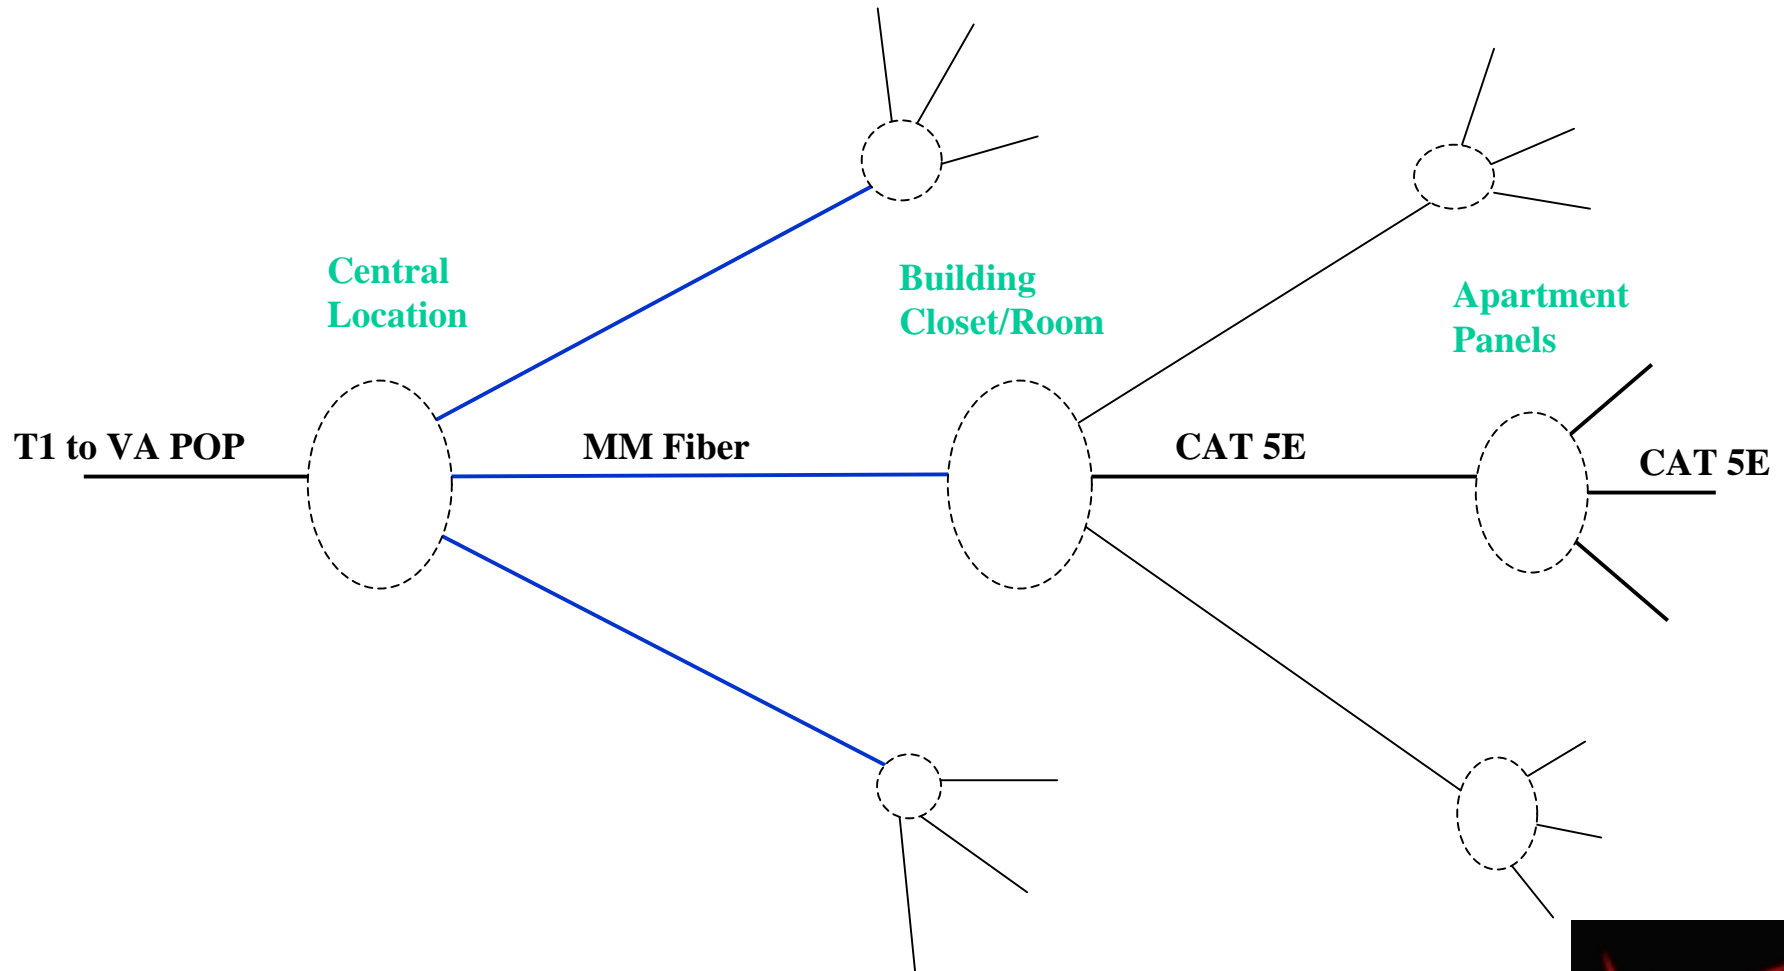 Central
Location
Building
Closet/Room
Apartment
Panels
T1 to VA POP
MM Fiber
CAT 5E
CAT 5E